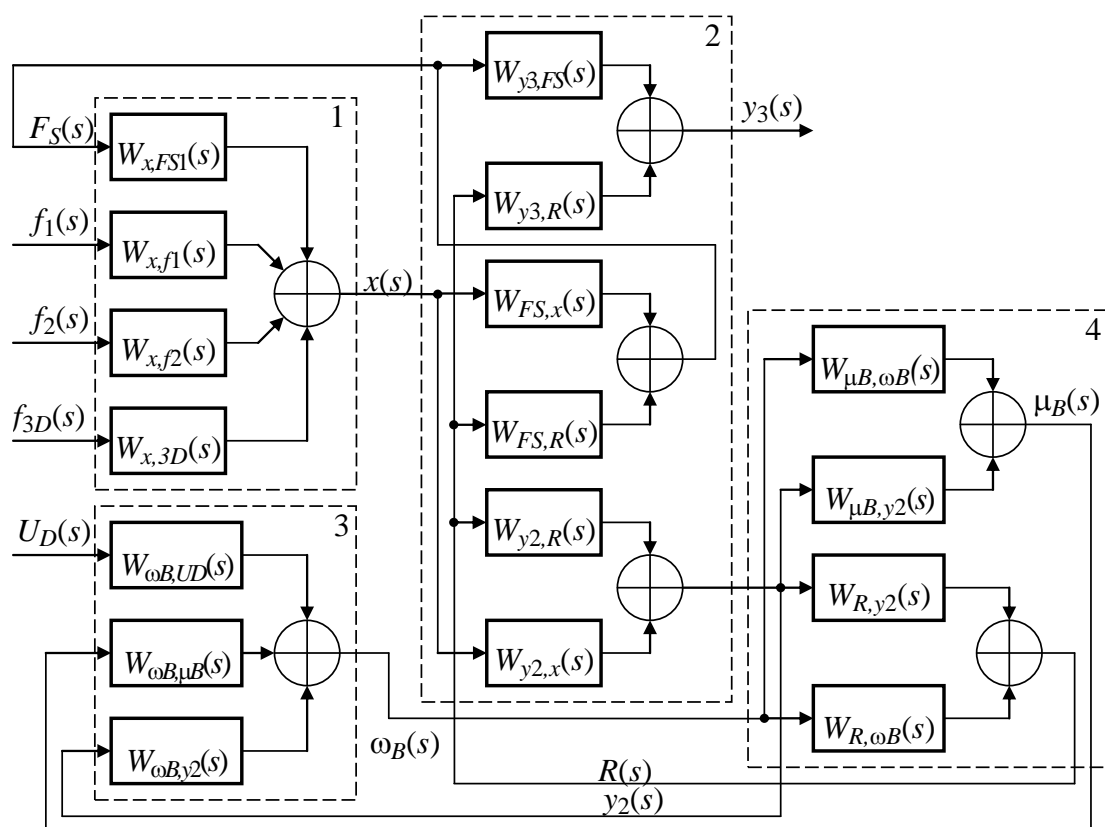 1
F_S(s)
W_{x,FS1}(s)
f_1(s)
W_{x,f1}(s)
x(s)
f_2(s)
W_{x,f2}(s)
f_{3D}(s)
W_{x,3D}(s)
2
W_{y3,FS}(s)
y_3(s)
W_{y3,R}(s)
W_{FS,x}(s)
W_{FS,R}(s)
W_{y2,R}(s)
W_{y2,x}(s)
3
U_D(s)
W_{ωB,UD}(s)
W_{ωB,μB}(s)
W_{ωB,y2}(s)
ω_B(s)
4
W_{μB,ωB}(s)
μ_B(s)
W_{μB,y2}(s)
W_{R,y2}(s)
W_{R,ωB}(s)
R(s)
y_2(s)